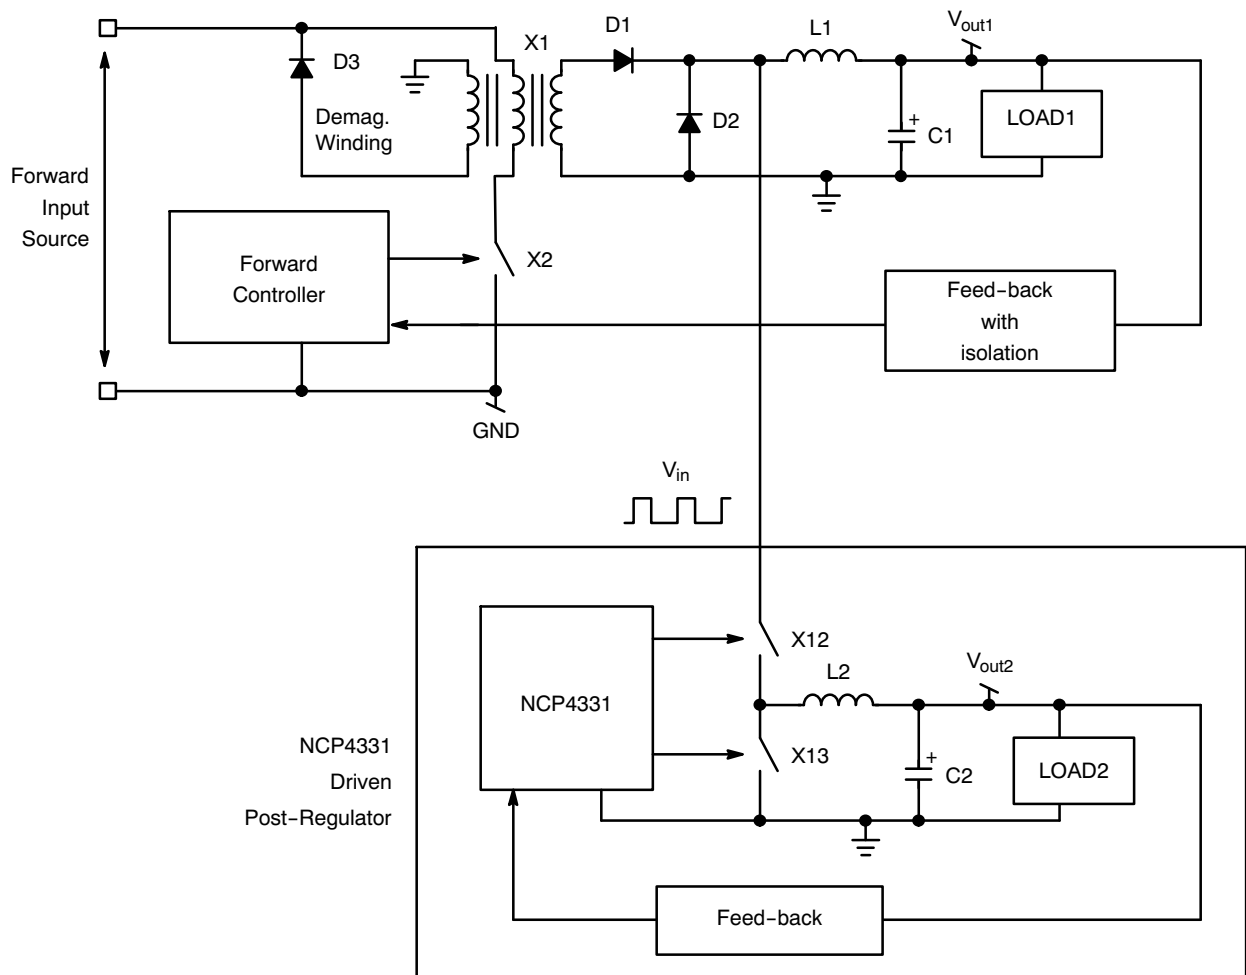 D1
L1
Vout1
X1
D3
Demag.
Winding
D2
+
C1
LOAD1
Forward
Input
Source
Forward
Controller
X2
Feed-back
with
isolation
GND
Vin
NCP4331
X12
L2
Vout2
X13
+
C2
LOAD2
NCP4331
Driven
Post-Regulator
Feed-back